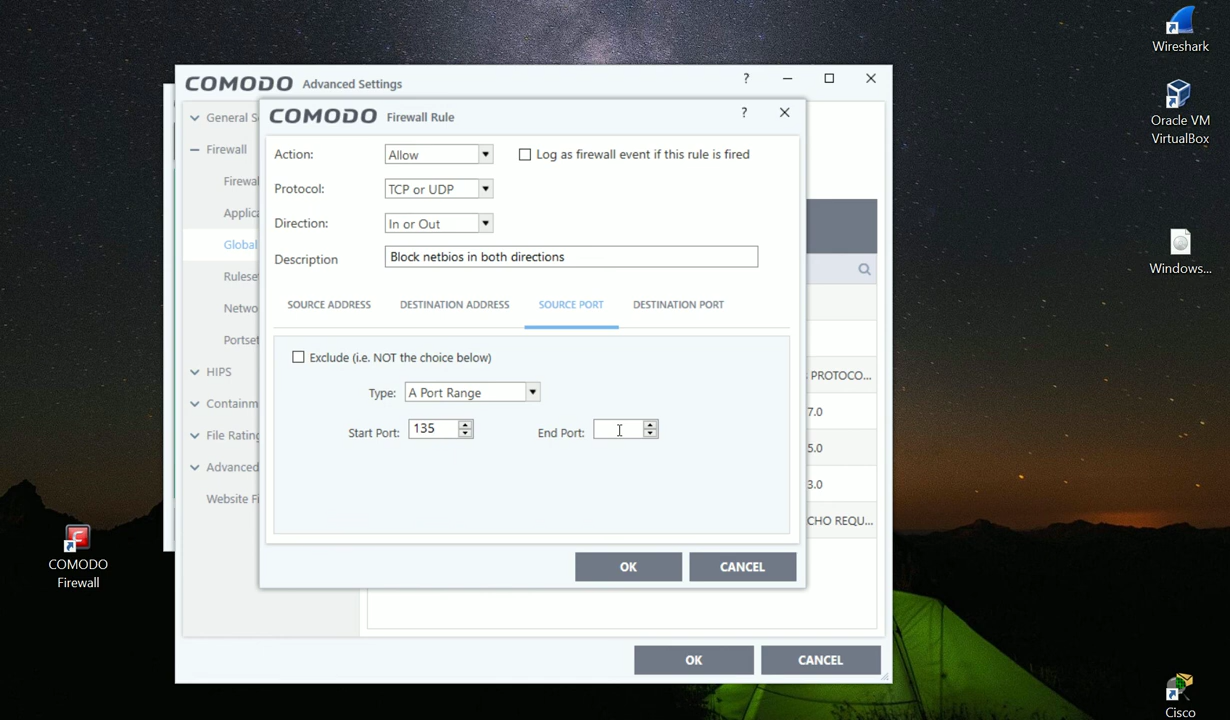 Wireshark
Oracle VM
VirtualBox
Windows...
COMODO
Firewall
Cisco
COMODO Advanced Settings
?
General S
Firewall
Firewal
Applica
Global
Rulese
Netwo
Portset
HIPS
Containm
File Rating
Advanced
Website Fi
PROTOCO...
7.0
5.0
3.0
CHO REQU...
COMODO Firewall Rule
?
Action: Allow Log as firewall event if this rule is fired
Protocol: TCP or UDP
Direction: In or Out
Description Block netbios in both directions
SOURCE ADDRESS DESTINATION ADDRESS SOURCE PORT DESTINATION PORT
Exclude (i.e. NOT the choice below)
Type: A Port Range
Start Port: 135 End Port:
OK CANCEL
OK CANCEL